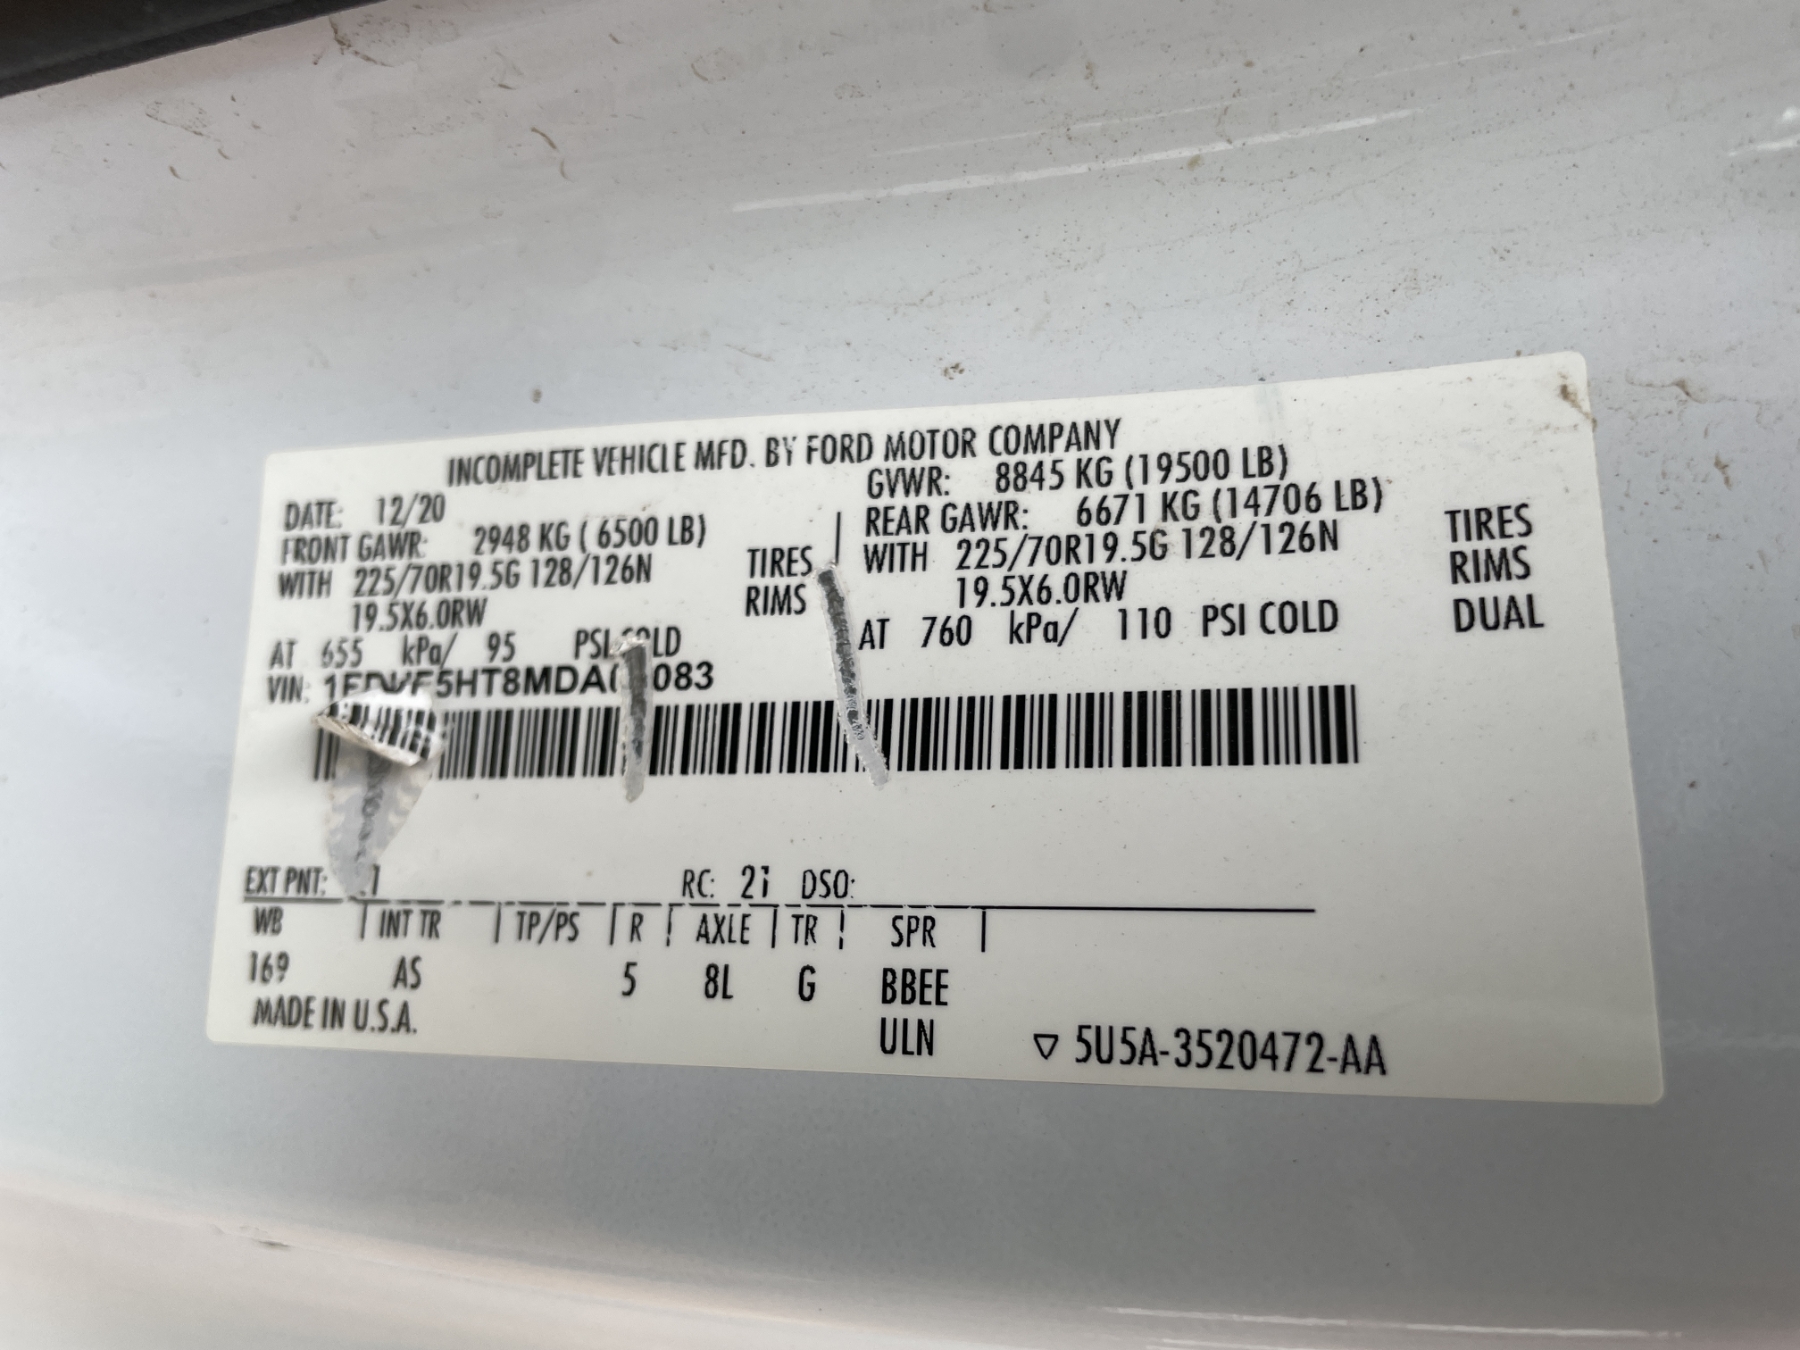 INCOMPLETE VEHICLE MFD. BY FORD MOTOR COMPANY
DATE: 12/20
GVWR: 8845 KG (19500 LB)
FRONT GAWR: 2948 KG ( 6500 LB)
REAR GAWR: 6671 KG (14706 LB)
WITH 225/70R19.5G 128/126N TIRES
WITH 225/70R19.5G 128/126N TIRES
19.5X6.0RW RIMS
19.5X6.0RW RIMS
AT 655 kPa/ 95 PSI COLD
AT 760 kPa/ 110 PSI COLD DUAL
VIN:
EXT PNT: RC: 21 DSO:
WB | INT TR | TP/PS | R | AXLE | TR | SPR |
169 AS 5 8L G BBEE
MADE IN U.S.A.
ULN ▽ 5U5A-3520472-AA